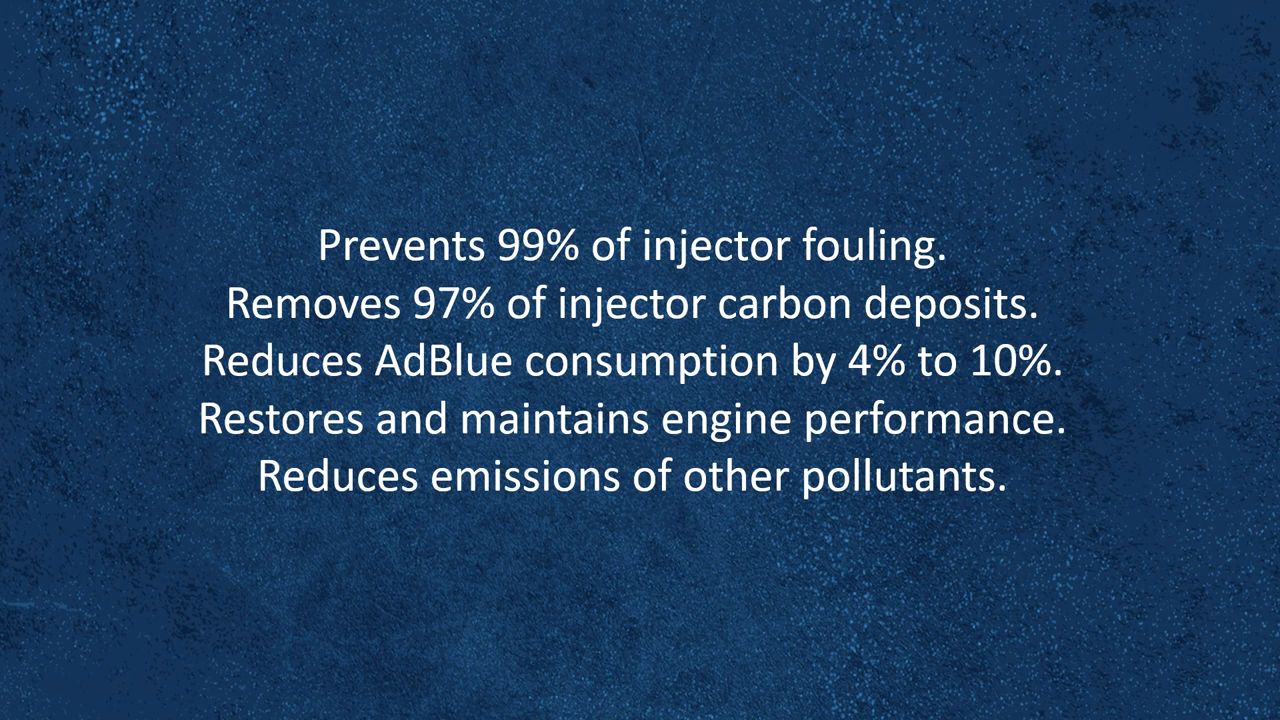 Prevents 99% of injector fouling.
Removes 97% of injector carbon deposits.
Reduces AdBlue consumption by 4% to 10%.
Restores and maintains engine performance.
Reduces emissions of other pollutants.